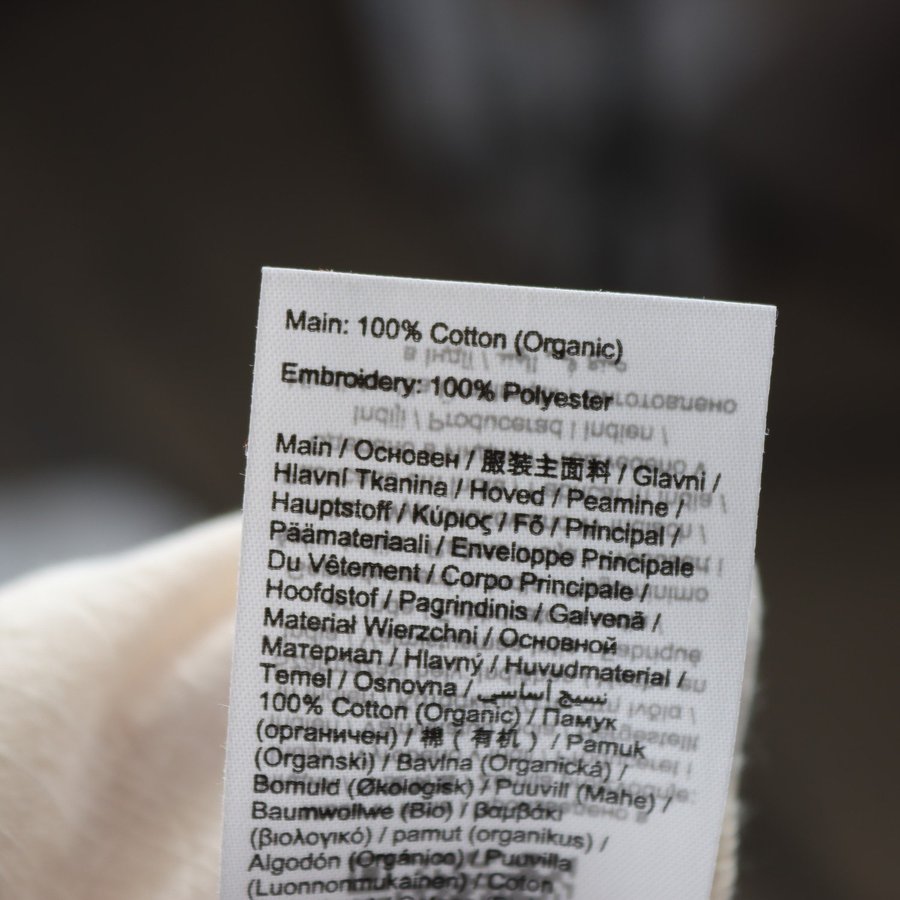 Main: 100% Cotton (Organic)
Embroidery: 100% Polyester
Main / Основен / 服装主面料 / Glavni /
Hlavní Tkanina / Hoved / Peamine /
Hauptstoff / Κύριος / Fő / Principal /
Päämateriaali / Enveloppe Principale
Du Vêtement / Corpo Principale /
Hoofdstof / Pagrindinis / Galvenā /
Materiał Wierzchni / Основной
Материал / Hlavný / Huvudmaterial /
Temel / Osnovna / نسيج أساسي
100% Cotton (Organic) / Памук
(органичен) / 棉 ( 有机 ) / Pamuk
(Organski) / Bavlna (Organická) /
Bomuld (Økologisk) / Puuvill (Mahe) /
Baumwollwe (Bio) / βαμβάκι
(βιολογικό) / pamut (organikus) /
Algodón (Orgánico) / Puuvilla
(Luonnonmukainen) / Coton